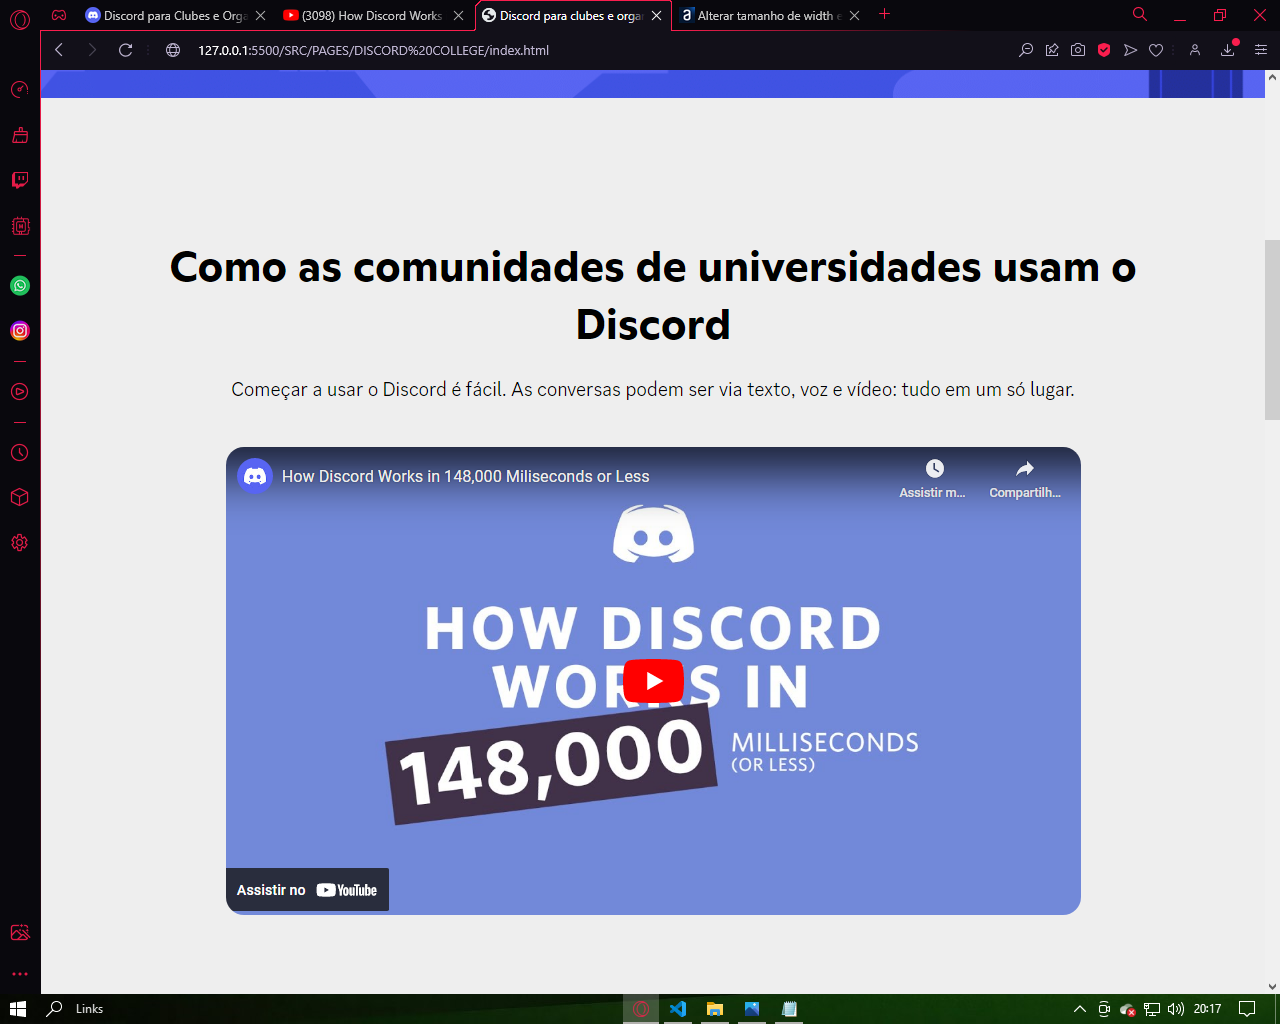 Discord para Clubes e Orga
(3098) How Discord Works
Discord para clubes e organ
Alterar tamanho de width e
127.0.0.1:5500/SRC/PAGES/DISCORD%20COLLEGE/index.html
Como as comunidades de universidades usam o
Discord
Começar a usar o Discord é fácil. As conversas podem ser via texto, voz e vídeo: tudo em um só lugar.
How Discord Works in 148,000 Miliseconds or Less
Assistir m...
Compartilh...
HOW DISCORD
WORKS IN
148,000
MILLISECONDS
(OR LESS)
Assistir no YouTube
Links
20:17